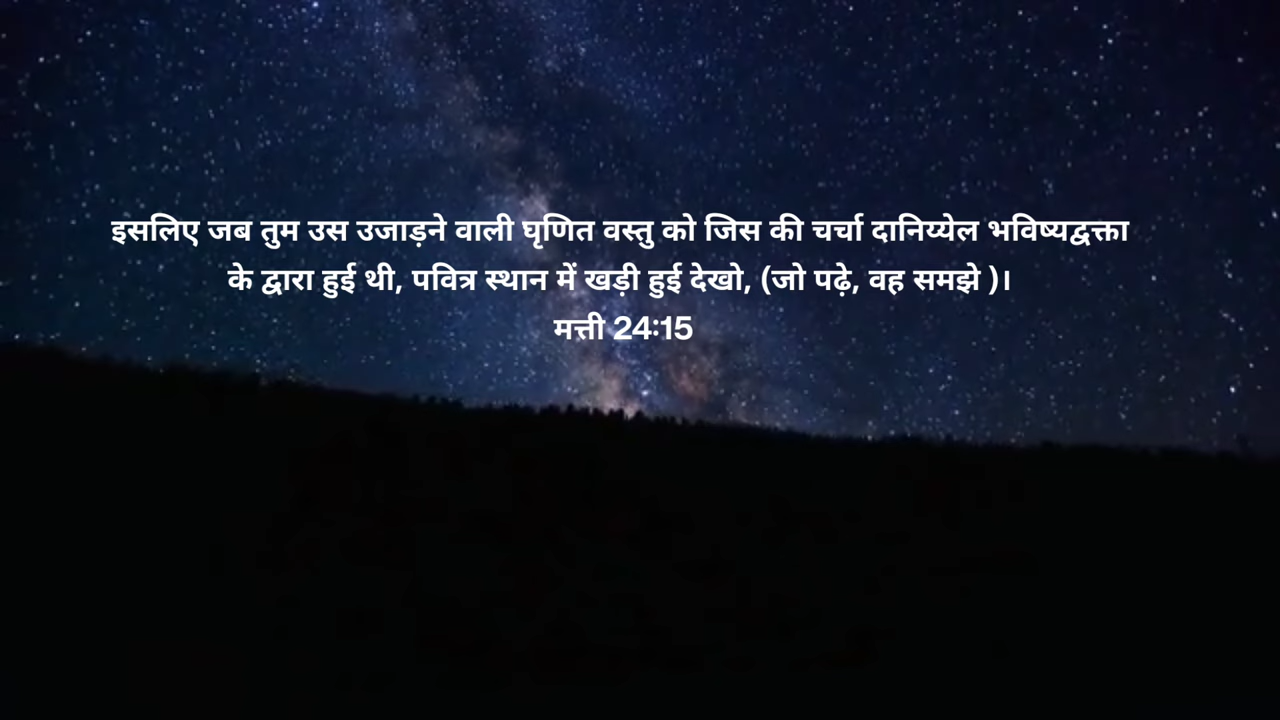 इसलिए जब तुम उस उजाड़ने वाली घृणित वस्तु को जिस की चर्चा दानिय्येल भविष्यद्वक्ता
के द्वारा हुई थी, पवित्र स्थान में खड़ी हुई देखो, (जो पढ़े, वह समझे )।
मत्ती 24:15